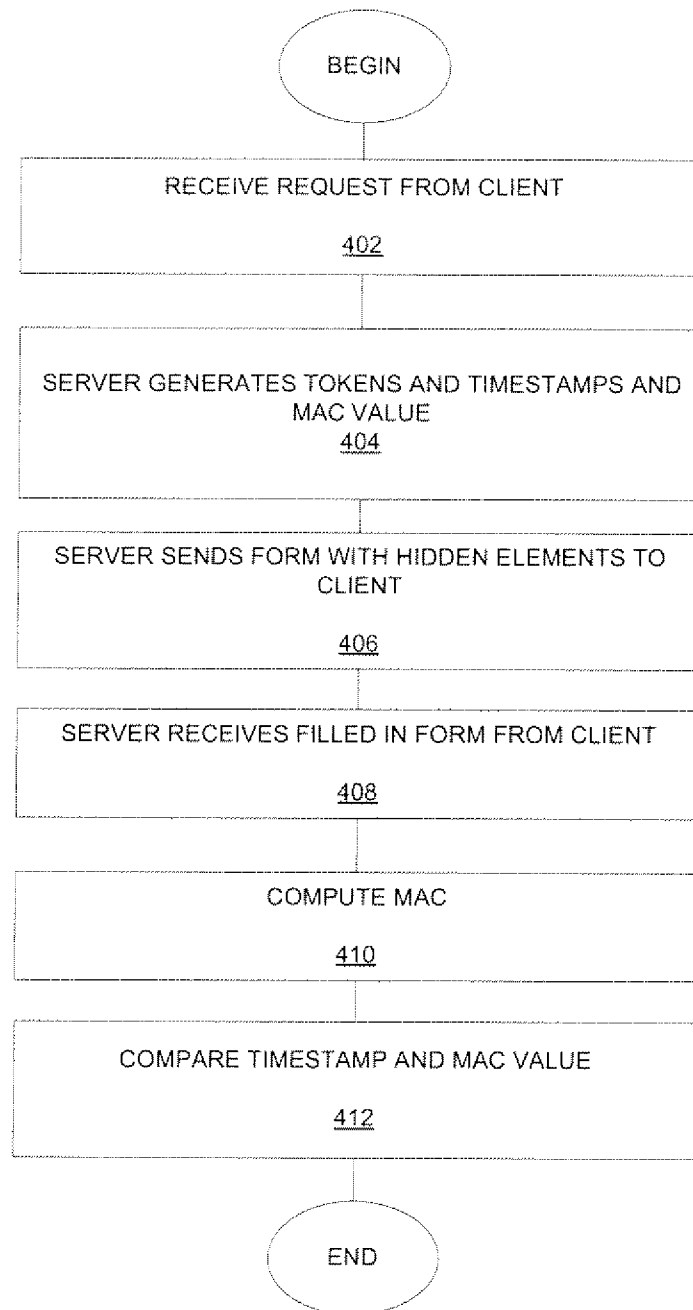 BEGIN
RECEIVE REQUEST FROM CLIENT
402
SERVER GENERATES TOKENS AND TIMESTAMPS AND
MAC VALUE
404
SERVER SENDS FORM WITH HIDDEN ELEMENTS TO
CLIENT
406
SERVER RECEIVES FILLED IN FORM FROM CLIENT
408
COMPUTE MAC
410
COMPARE TIMESTAMP AND MAC VALUE
412
END